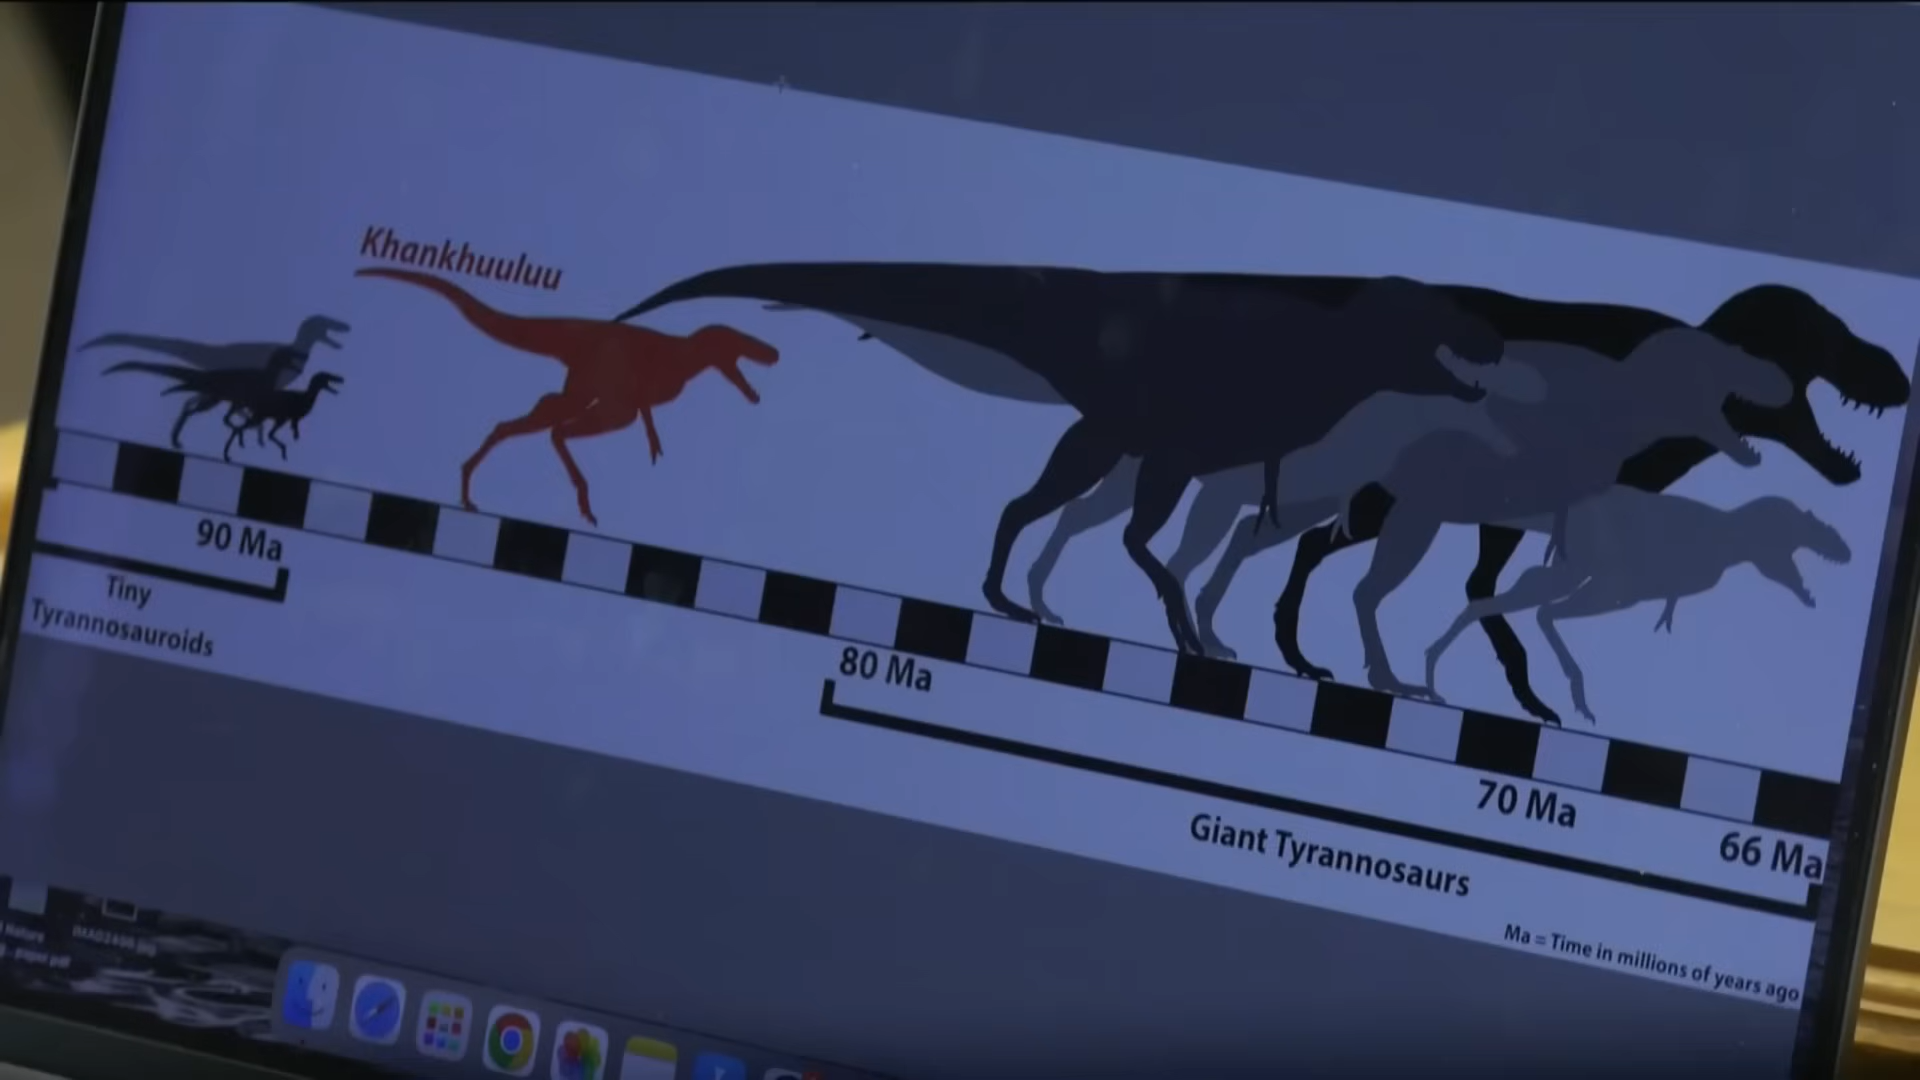 Khankhuuluu
90 Ma
Tiny
Tyrannosauroids
80 Ma
70 Ma
66 Ma
Giant Tyrannosaurs
Ma = Time in millions of years ago